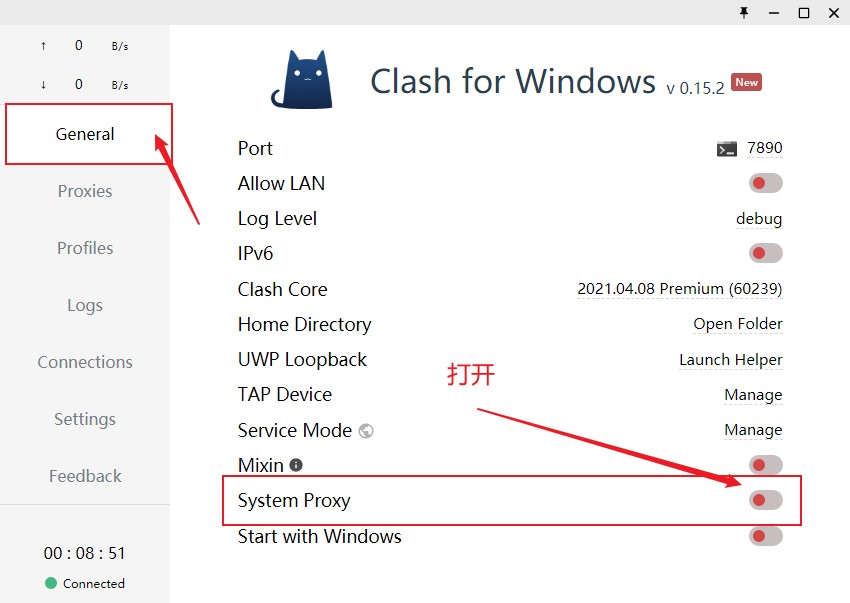 ↑ 0 B/s
↓ 0 B/s
General
Proxies
Profiles
Logs
Connections
Settings
Feedback
00 : 08 : 51
Connected
Clash for Windows v 0.15.2 New
Port 7890
Allow LAN
Log Level debug
IPv6
Clash Core 2021.04.08 Premium (60239)
Home Directory Open Folder
UWP Loopback Launch Helper
打开
TAP Device Manage
Service Mode Manage
Mixin
System Proxy
Start with Windows